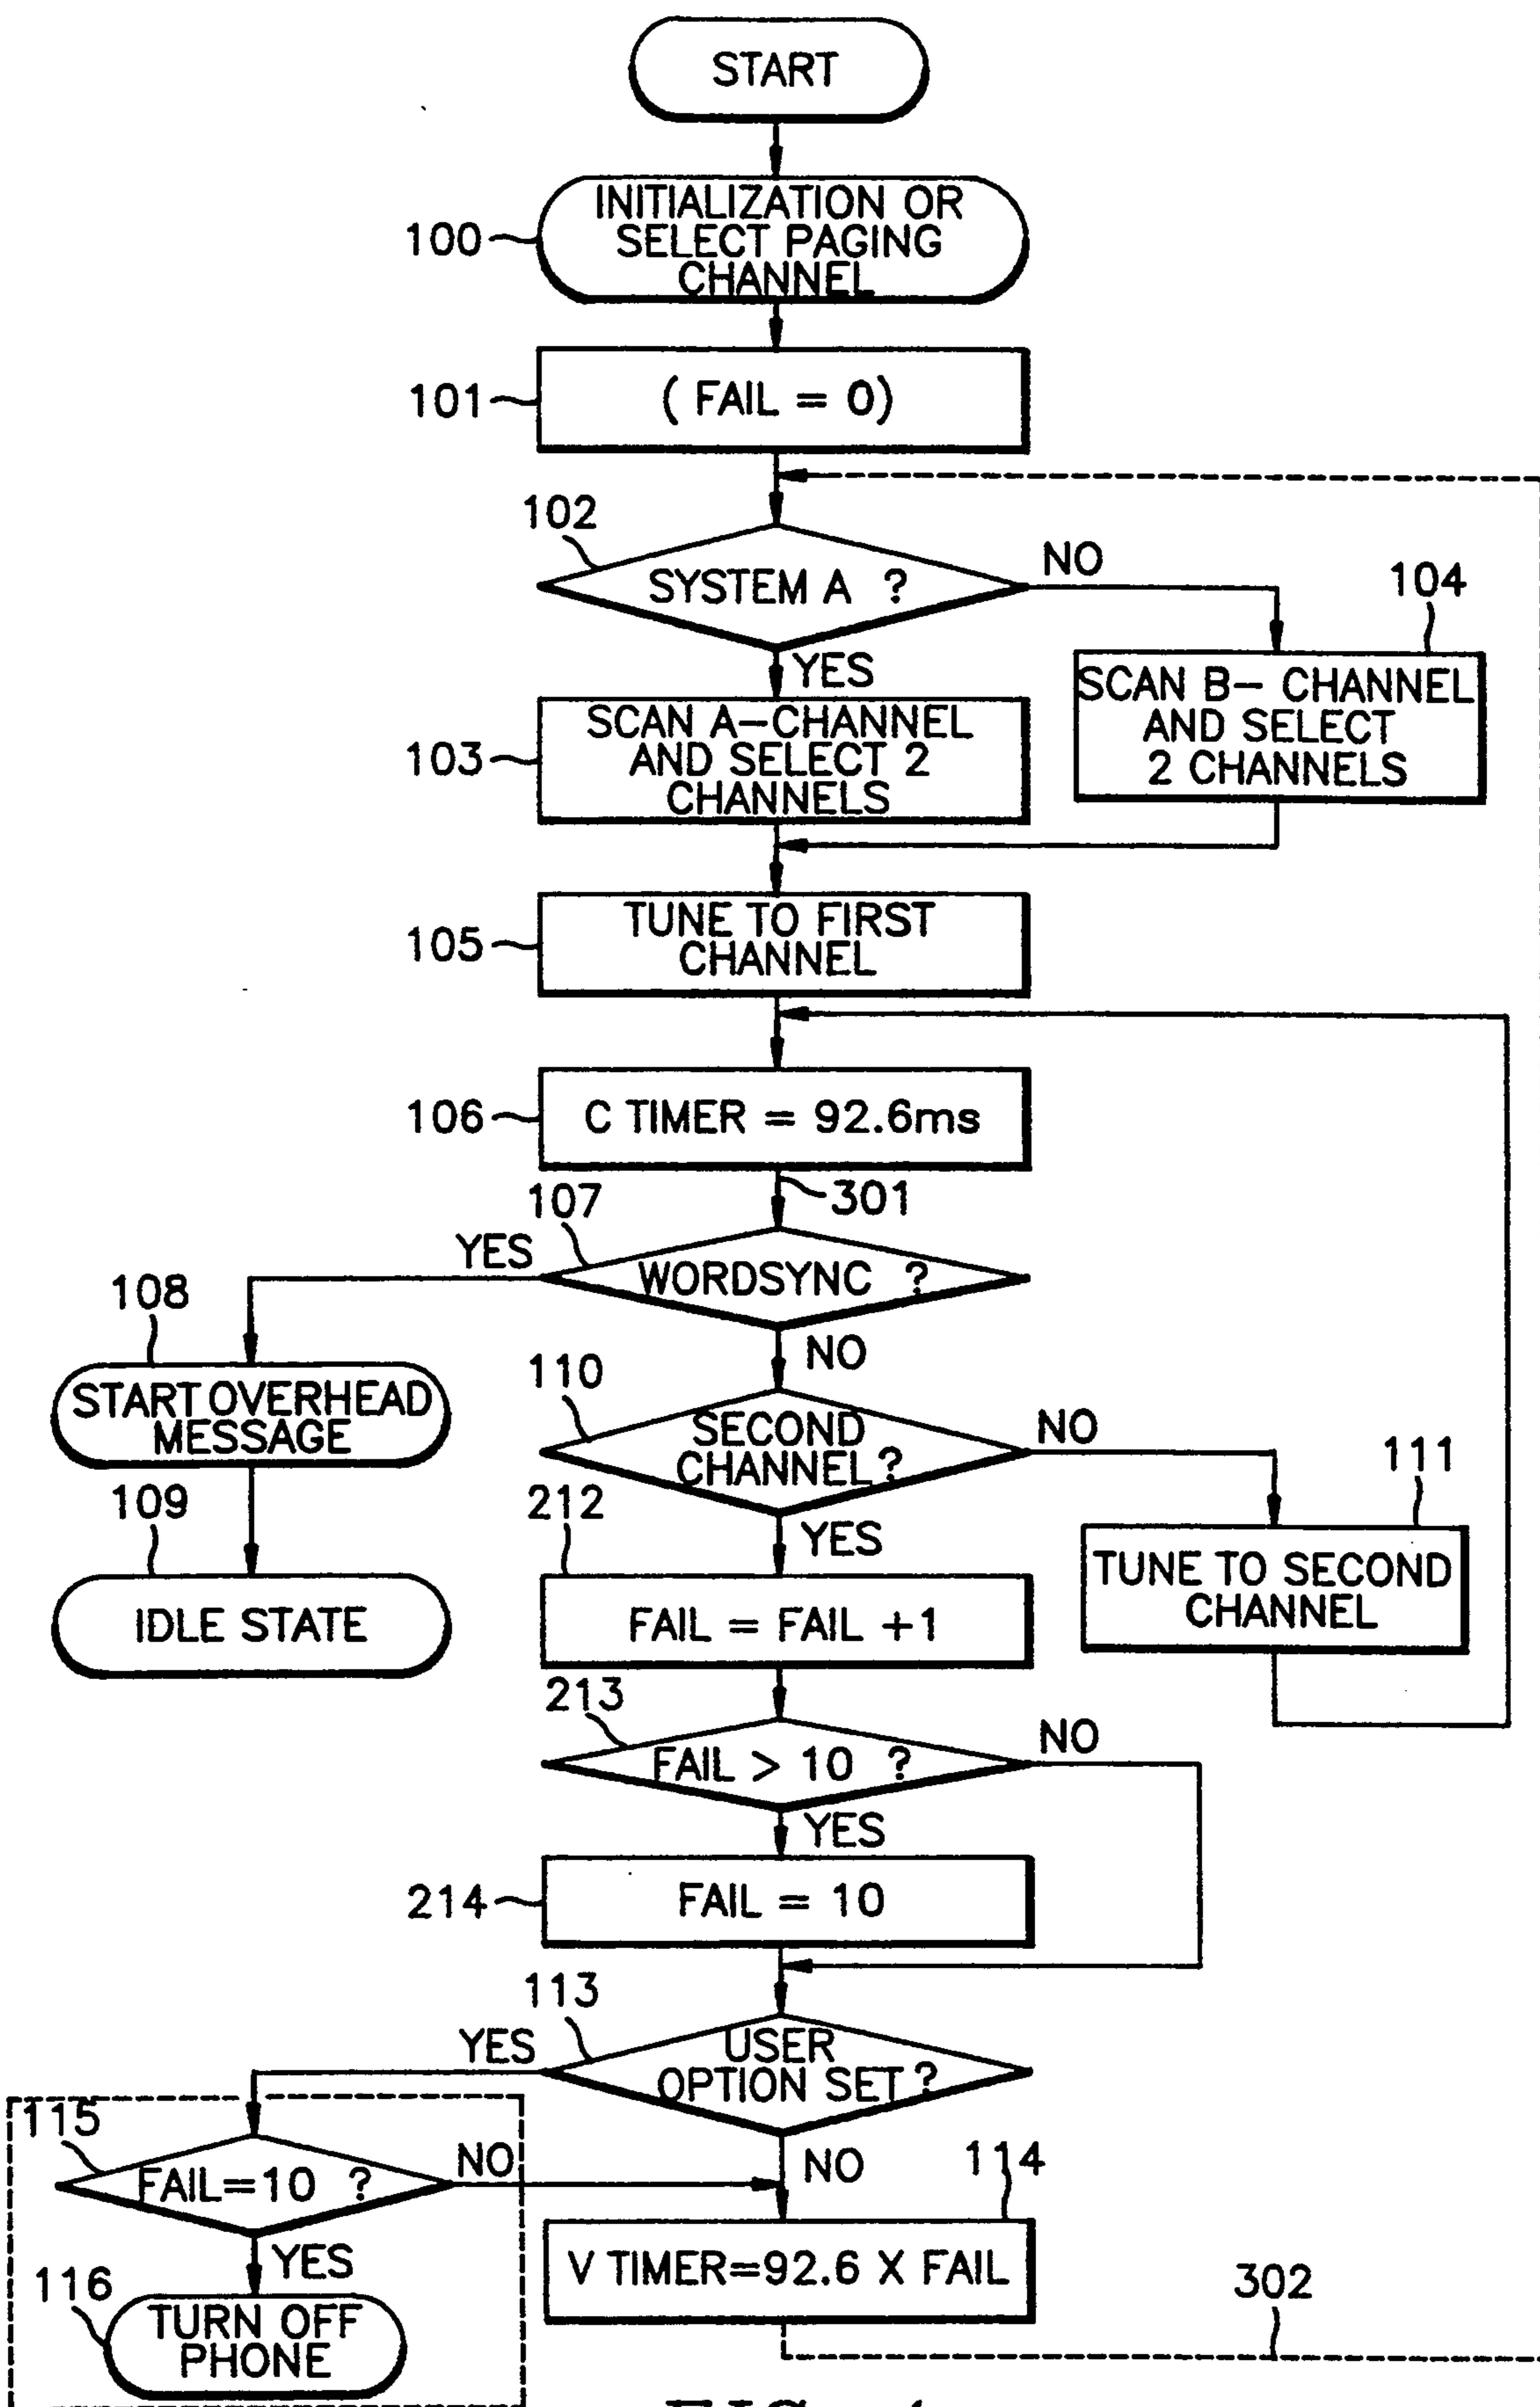 START
INITIALIZATION OR
SELECT PAGING
CHANNEL
100
101
( FAIL = 0)
102
SYSTEM A ?
NO
104
YES
SCAN B- CHANNEL
AND SELECT
2 CHANNELS
103
SCAN A-CHANNEL
AND SELECT 2
CHANNELS
105
TUNE TO FIRST
CHANNEL
106
C TIMER = 92.6ms
301
107
YES
WORDSYNC ?
108
NO
START OVERHEAD
MESSAGE
110
SECOND
CHANNEL?
NO
111
109
212
YES
TUNE TO SECOND
CHANNEL
IDLE STATE
FAIL = FAIL +1
213
FAIL > 10 ?
NO
YES
214
FAIL = 10
113
YES
USER
OPTION SET?
115
FAIL=10 ?
NO
NO
114
YES
V TIMER=92.6 X FAIL
302
116
TURN OFF
PHONE